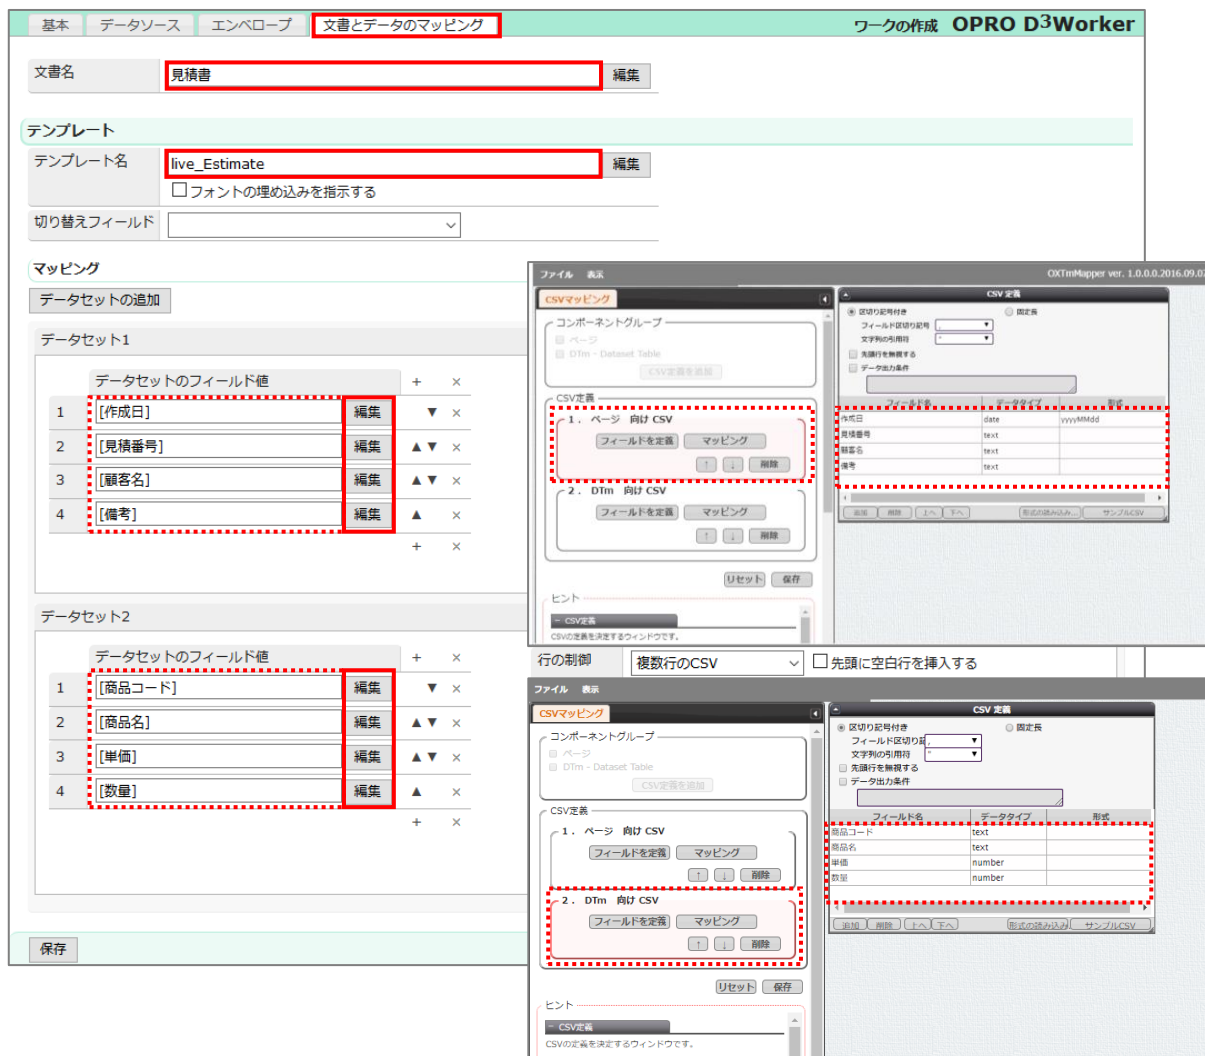 基本 データソース エンベロープ 文書とデータのマッピング ワークの作成 OPRO D3Worker
文書名 見積書 編集
テンプレート
テンプレート名 live_Estimate 編集
フォントの埋め込みを指示する
切り替えフィールド
マッピング
データセットの追加
データセット1
データセットのフィールド値 + ×
1 [作成日] 編集 ▼ ×
2 [見積番号] 編集 ▲ ▼ ×
3 [顧客名] 編集 ▲ ▼ ×
4 [備考] 編集 ▲ ×
+ ×
データセット2
データセットのフィールド値 + ×
1 [商品コード] 編集 ▼ ×
2 [商品名] 編集 ▲ ▼ ×
3 [単価] 編集 ▲ ▼ ×
4 [数量] 編集 ▲ ×
+ ×
保存
ファイル 表示 OXTmMapper ver. 1.0.0.0.2016.09.0
CSVマッピング
コンポーネントグループ
ページ
DTm - Dataset Table
CSV定義を追加
CSV定義
1. ページ 向け CSV
フィールドを定義 マッピング
↑ ↓ 削除
2. DTm 向け CSV
フィールドを定義 マッピング
↑ ↓ 削除
リセット 保存
ヒント
− CSV定義
CSVの定義を決定するウィンドウです。
CSV 定義
区切り記号付き 固定長
フィールド区切り記号 ,
文字列の引用符 "
先頭行を無視する
データ出力条件
フィールド名 データタイプ 形式
作成日 date yyyyMMdd
見積番号 text
顧客名 text
備考 text
追加 削除 上へ 下へ 形式の読み込み... サンプルCSV
行の制御 複数行のCSV 先頭に空白行を挿入する
ファイル 表示
CSVマッピング
コンポーネントグループ
ページ
DTm - Dataset Table
CSV定義を追加
CSV定義
1. ページ 向け CSV
フィールドを定義 マッピング
↑ ↓ 削除
2. DTm 向け CSV
フィールドを定義 マッピング
↑ ↓ 削除
リセット 保存
ヒント
− CSV定義
CSVの定義を決定するウィンドウです。
CSV 定義
区切り記号付き 固定長
フィールド区切り記 ,
文字列の引用符 "
先頭行を無視する
データ出力条件
フィールド名 データタイプ 形式
商品コード text
商品名 text
単価 number
数量 number
追加 削除 上へ 下へ 形式の読み込み サンプルCSV